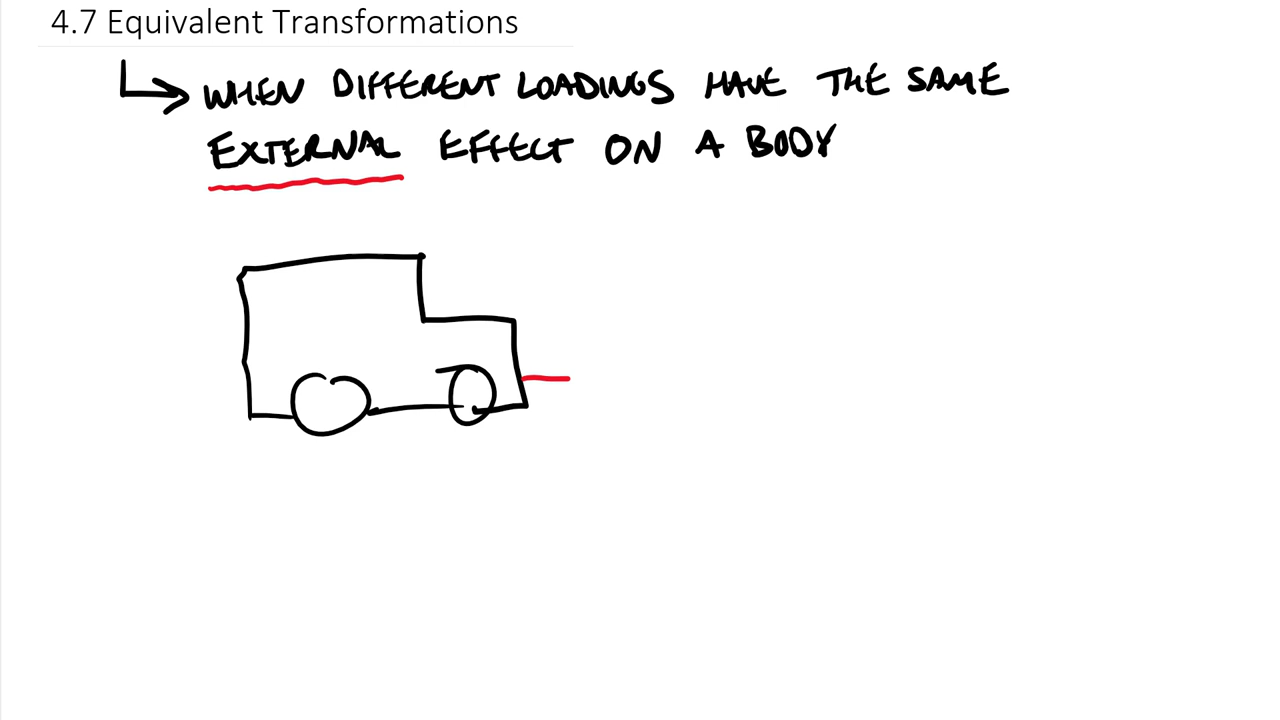 4.7 Equivalent Transformations
WHEN DIFFERENT LOADINGS HAVE THE SAME
EXTERNAL EFFECT ON A BODY